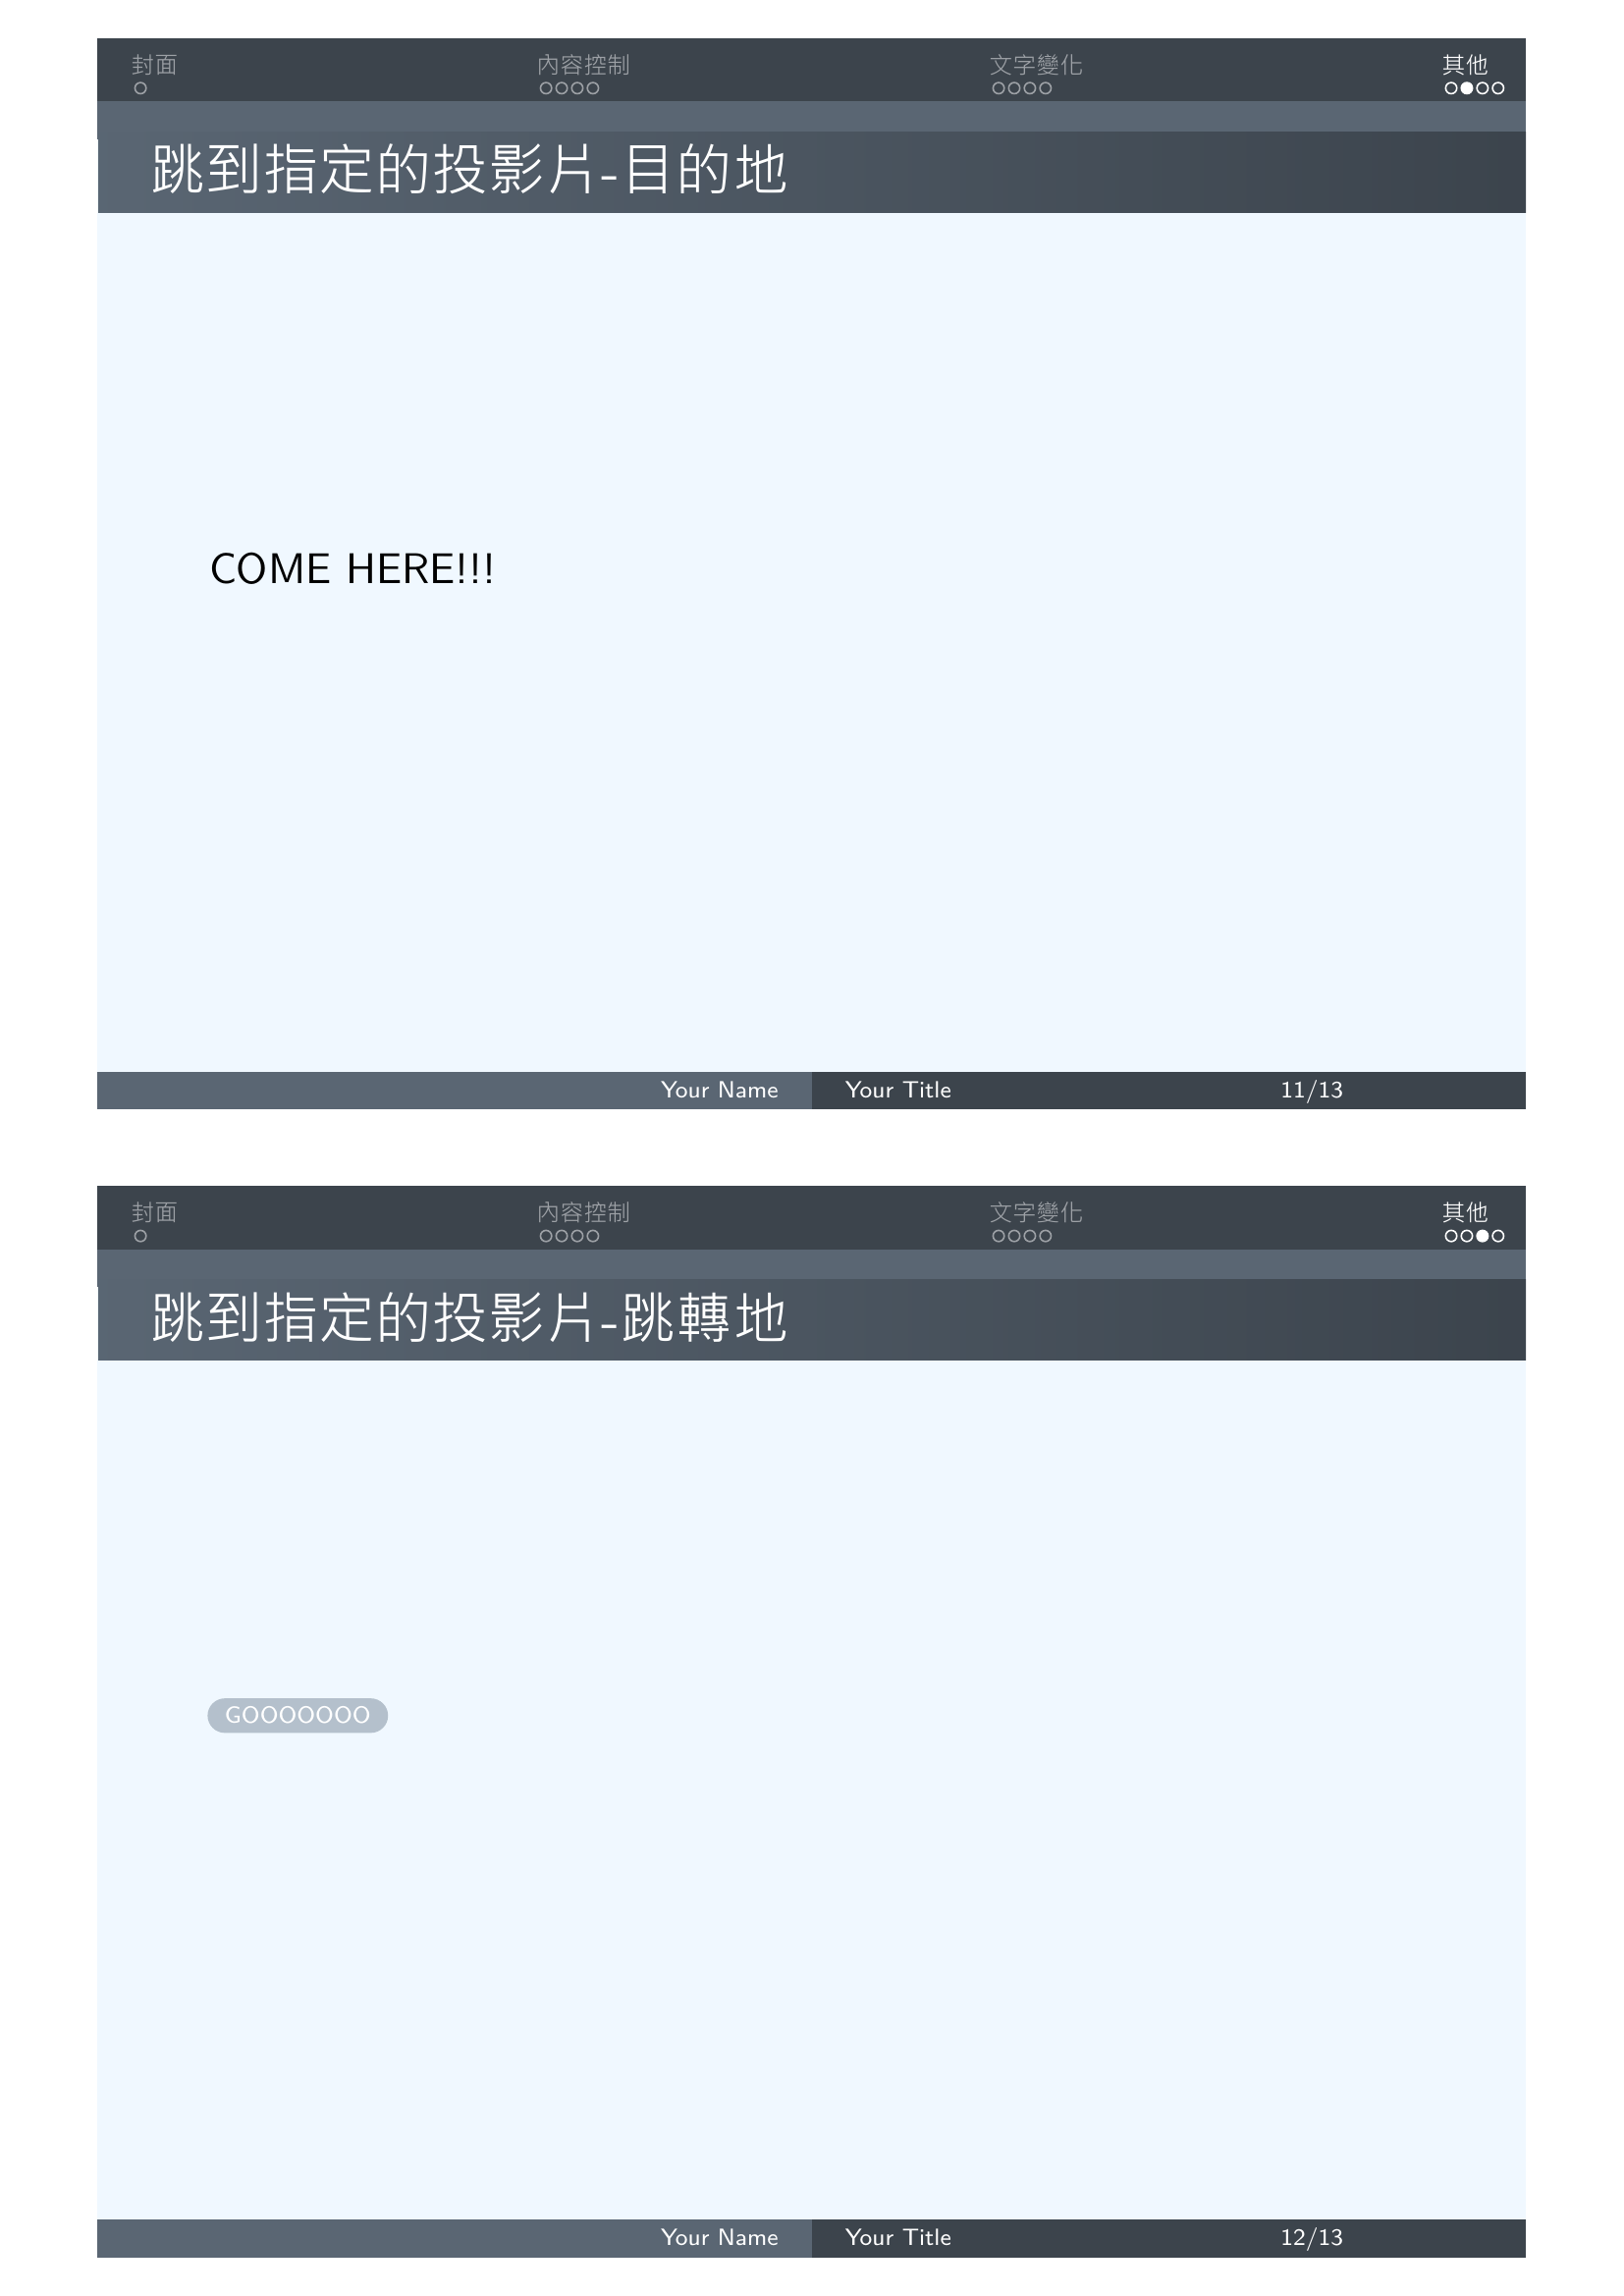 封面 內容控制 文字變化 其他
跳到指定的投影片-目的地
COME HERE!!!
Your Name Your Title 11/13
封面 內容控制 文字變化 其他
跳到指定的投影片-跳轉地
GOOOOOOO
Your Name Your Title 12/13